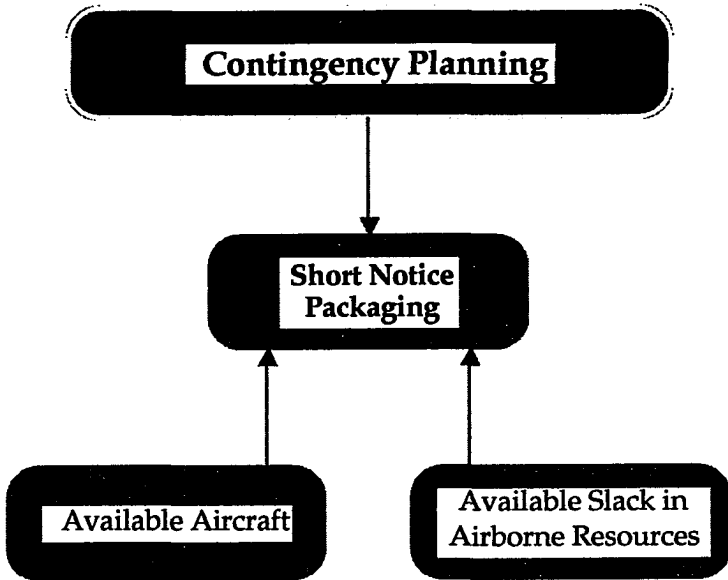 Contingency Planning
Short Notice
Packaging
Available Aircraft
Available Slack in
Airborne Resources